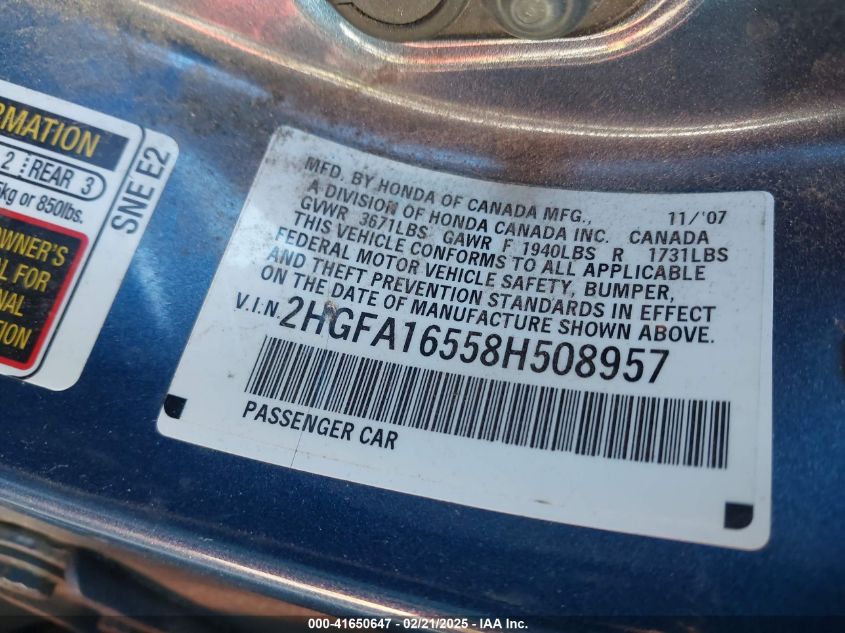 RMATION
2 REAR 3
kg or 850lbs.
OWNER'S
L FOR
NAL
TION
SNE E2
MFD. BY HONDA OF CANADA MFG., 11/'07
A DIVISION OF HONDA CANADA INC. CANADA
GVWR 3671LBS GAWR F 1940LBS R 1731LBS
THIS VEHICLE CONFORMS TO ALL APPLICABLE
FEDERAL MOTOR VEHICLE SAFETY, BUMPER,
AND THEFT PREVENTION STANDARDS IN EFFECT
ON THE DATE OF MANUFACTURE SHOWN ABOVE.
V.I.N. 2HGFA16558H508957
PASSENGER CAR
000-41650647 - 02/21/2025 - IAA Inc.